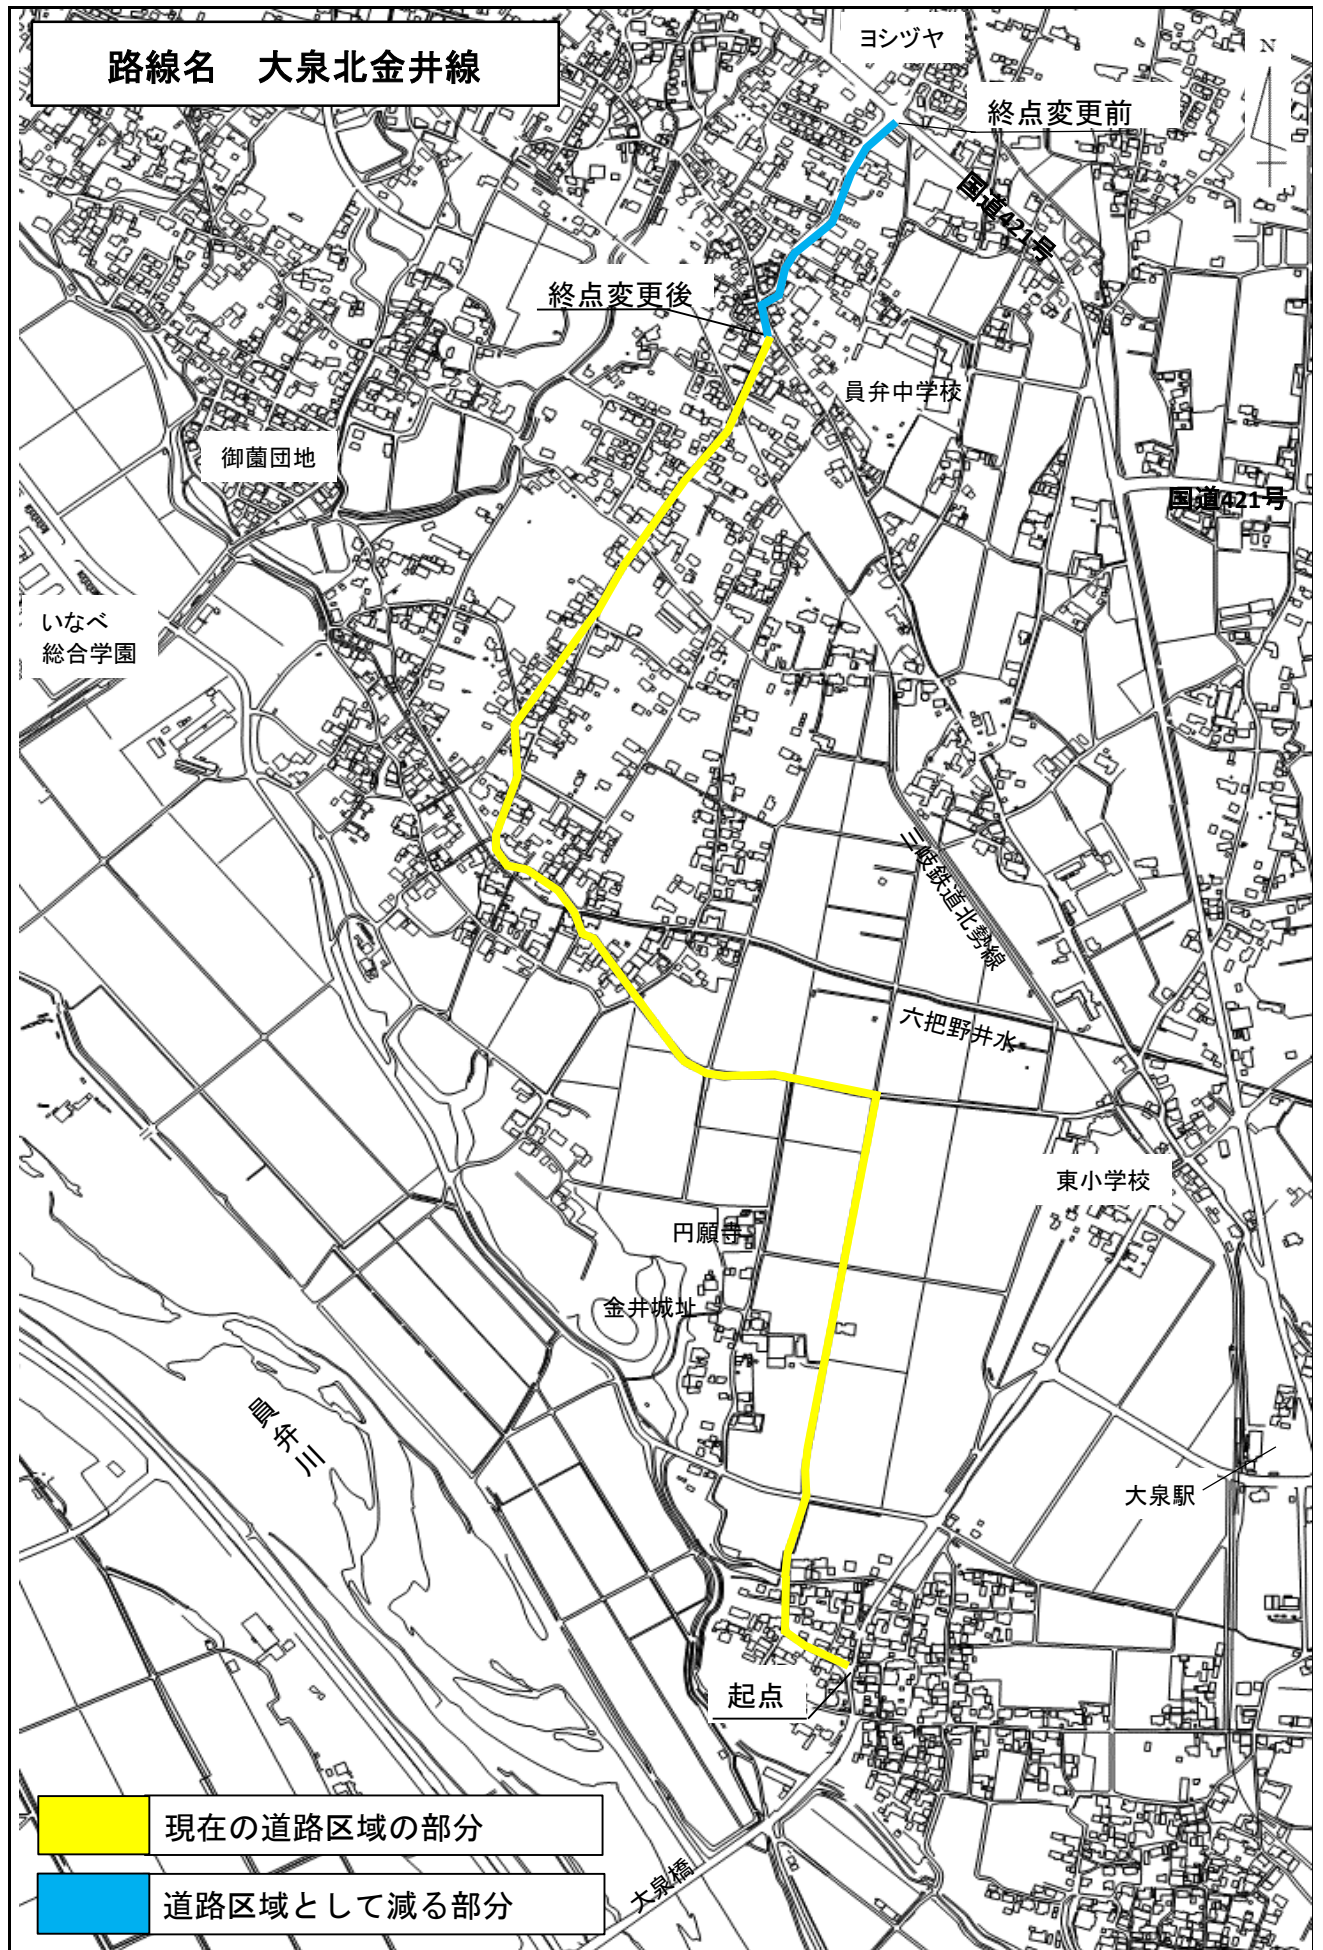 路線名　大泉北金井線
ヨシヅヤ
N
終点変更前
国道421号
終点変更後
員弁中学校
御薗団地
国道421号
いなべ
総合学園
三岐鉄道北勢線
六把野井水
東小学校
円願寺
金井城址
員弁川
大泉駅
起点
現在の道路区域の部分
大泉橋
道路区域として減る部分